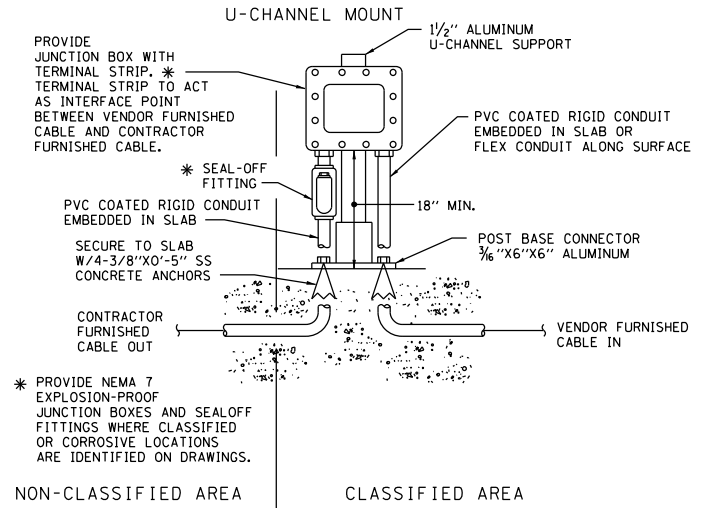 U-CHANNEL MOUNT
1½" ALUMINUM
U-CHANNEL SUPPORT
PROVIDE
JUNCTION BOX WITH
TERMINAL STRIP. *
TERMINAL STRIP TO ACT
AS INTERFACE POINT
BETWEEN VENDOR FURNISHED
CABLE AND CONTRACTOR
FURNISHED CABLE.
PVC COATED RIGID CONDUIT
EMBEDDED IN SLAB OR
FLEX CONDUIT ALONG SURFACE
* SEAL-OFF
FITTING
PVC COATED RIGID CONDUIT
EMBEDDED IN SLAB
18" MIN.
SECURE TO SLAB
W/4-3/8"X0'-5" SS
CONCRETE ANCHORS
POST BASE CONNECTOR
3⁄16"X6"X6" ALUMINUM
CONTRACTOR
FURNISHED
CABLE OUT
VENDOR FURNISHED
CABLE IN
* PROVIDE NEMA 7
EXPLOSION-PROOF
JUNCTION BOXES AND SEALOFF
FITTINGS WHERE CLASSIFIED
OR CORROSIVE LOCATIONS
ARE IDENTIFIED ON DRAWINGS.
NON-CLASSIFIED AREA
CLASSIFIED AREA